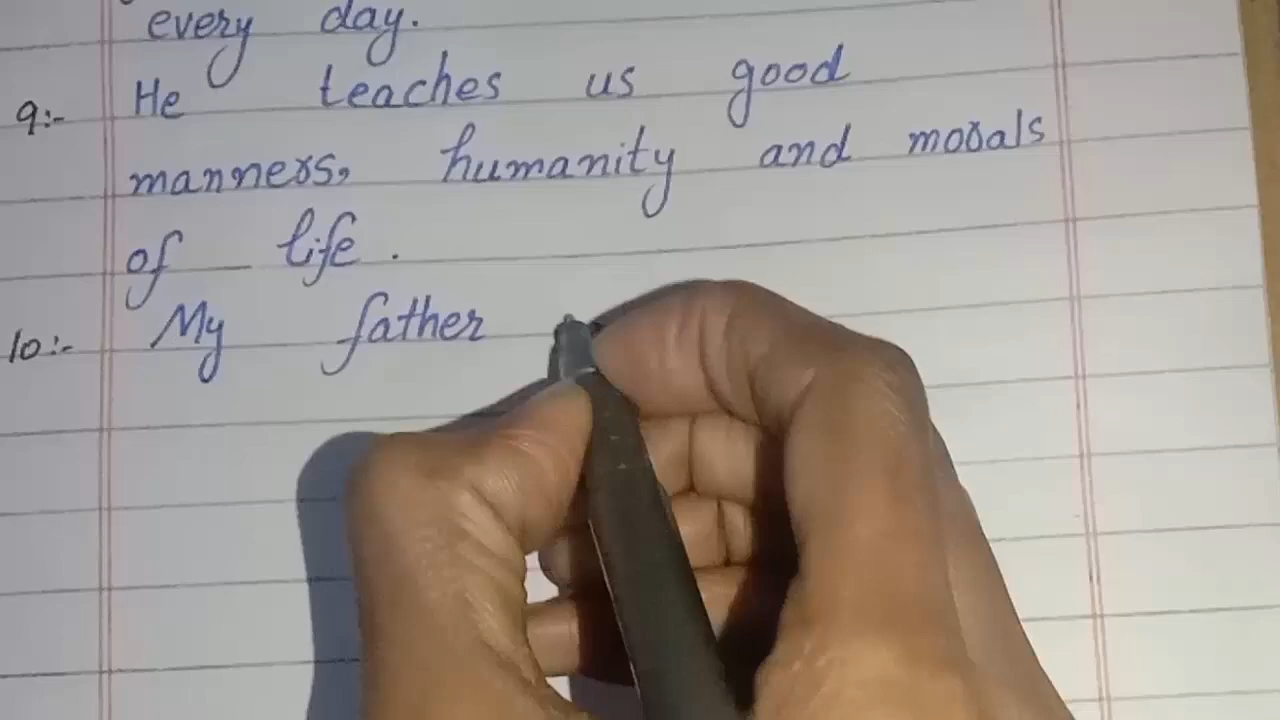 every day.
9:- He teaches us good
manners, humanity and morals
of life.
10:- My father